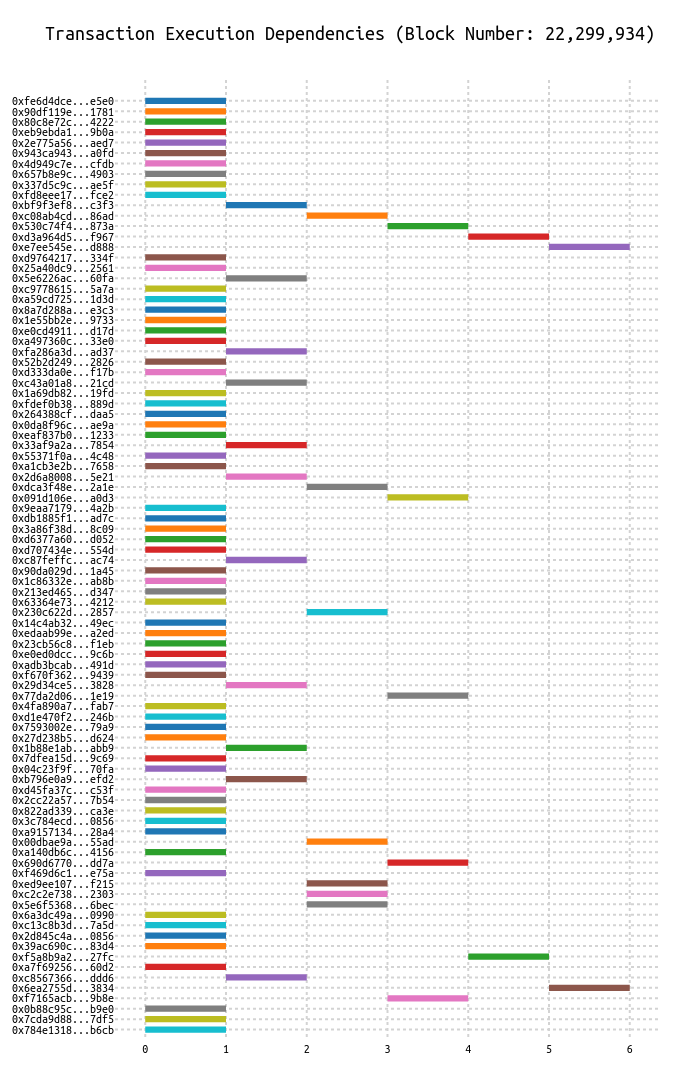 Transaction Execution Dependencies (Block Number: 22,299,934)
0xfe6d4dce...e5e0
0x90df119e...1781
0x80c8e72c...4222
0xeb9ebda1...9b0a
0x2e775a56...aed7
0x943ca943...a0fd
0x4d949c7e...cfdb
0x657b8e9c...4903
0x337d5c9c...ae5f
0xfd8eee17...fce2
0xbf9f3ef8...c3f3
0xc08ab4cd...86ad
0x530c74f4...873a
0xd3a964d5...f967
0xe7ee545e...d888
0xd9764217...334f
0x25a40dc9...2561
0x5e6226ac...60fa
0xc9778615...5a7a
0xa59cd725...1d3d
0x8a7d288a...e3c3
0x1e55bb2e...9733
0xe0cd4911...d17d
0xa497360c...33e0
0xfa286a3d...ad37
0x52b2d249...2826
0xd333da0e...f17b
0xc43a01a8...21cd
0x1a69db82...19fd
0xfdef0b38...889d
0x264388cf...daa5
0x0da8f96c...ae9a
0xeaf837b0...1233
0x33af9a2a...7854
0x55371f0a...4c48
0xa1cb3e2b...7658
0x2d6a8008...5e21
0xdca3f48e...2a1e
0x091d106e...a0d3
0x9eaa7179...4a2b
0xdb1885f1...ad7c
0x3a86f38d...8c09
0xd6377a60...d052
0xd707434e...554d
0xc87feffc...ac74
0x90da029d...1a45
0x1c86332e...ab8b
0x213ed465...d347
0x63364e73...4212
0x230c622d...2857
0x14c4ab32...49ec
0xedaab99e...a2ed
0x23cb56c8...f1eb
0xe0ed0dcc...9c6b
0xadb3bcab...491d
0xf670f362...9439
0x29d34ce5...3828
0x77da2d06...1e19
0x4fa890a7...fab7
0xd1e470f2...246b
0x7593002e...79a9
0x27d238b5...d624
0x1b88e1ab...abb9
0x7dfea15d...9c69
0x04c23f9f...70fa
0xb796e0a9...efd2
0xd45fa37c...c53f
0x2cc22a57...7b54
0x822ad339...ca3e
0x3c784ecd...0856
0xa9157134...28a4
0x00dbae9a...55ad
0xa140db6c...4156
0x690d6770...dd7a
0xf469d6c1...e75a
0xed9ee107...f215
0xc2c2e738...2303
0x5e6f5368...6bec
0x6a3dc49a...0990
0xc13c8b3d...7a5d
0x2d845c4a...0856
0x39ac690c...83d4
0xf5a8b9a2...27fc
0xa7f69256...60d2
0xc8567366...ddd6
0x6ea2755d...3834
0xf7165acb...9b8e
0x0b88c95c...b9e0
0x7cda9d88...7df5
0x784e1318...b6cb
0 1 2 3 4 5 6